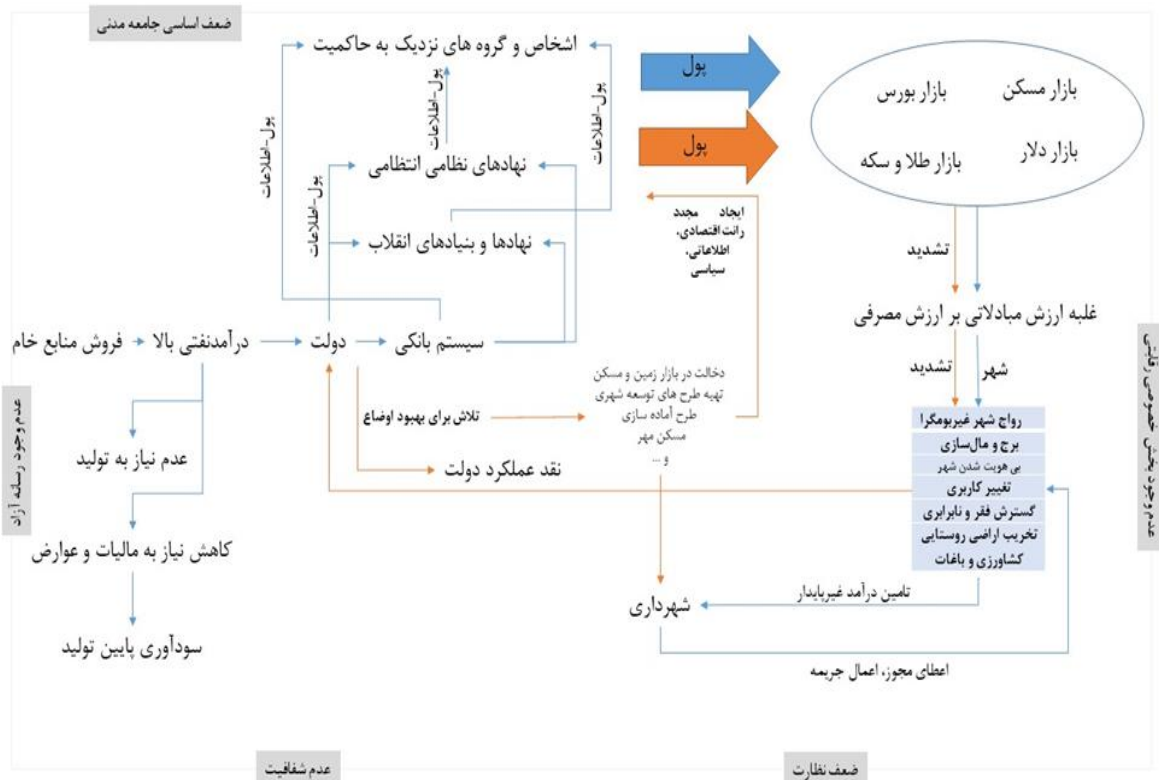 ضعف اساسی جامعه مدنی
اشخاص و گروه های نزدیک به حاکمیت
پول
پول
بازار مسکن
بازار بورس
بازار دلار
بازار طلا و سکه
پول-اطلاعات
پول-اطلاعات
پول-اطلاعات
پول-اطلاعات
نهادهای نظامی انتظامی
نهادها و بنیادهای انقلاب
ایجاد مجدد
رانت اقتصادی،
اطلاعاتی،
سیاسی
تشدید
غلبه ارزش مبادلاتی بر ارزش مصرفی
تشدید
شهر
فروش منابع خام
درآمدنفتی بالا
دولت
سیستم بانکی
دخالت در بازار زمین و مسکن
تهیه طرح های توسعه شهری
طرح آماده سازی
مسکن مهر
و ...
تلاش برای بهبود اوضاع
نقد عملکرد دولت
رواج شهر غیربومگرا
برج و مال‌سازی
بی هویت شدن شهر
تغییر کاربری
گسترش فقر و نابرابری
تخریب اراضی روستایی
کشاورزی و باغات
عدم وجود بخش خصوصی رقابتی
عدم وجود رسانه آزاد
عدم نیاز به تولید
کاهش نیاز به مالیات و عوارض
سودآوری پایین تولید
تامین درآمد غیرپایدار
شهرداری
اعطای مجوز، اعمال جریمه
عدم شفافیت
ضعف نظارت